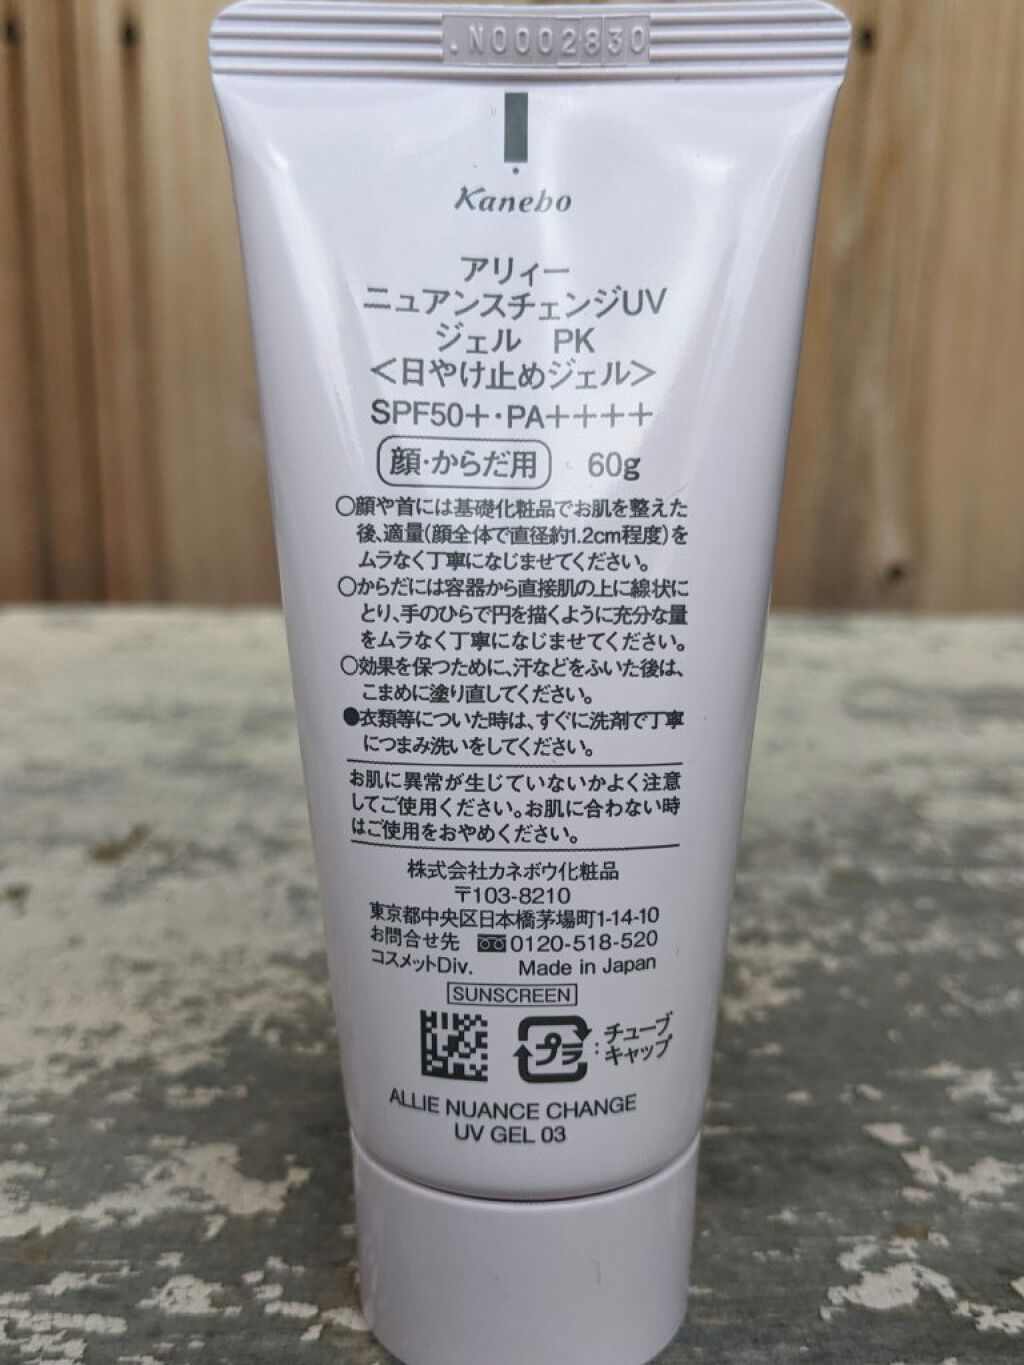 .N0002830
Kanebo
アリィー
ニュアンスチェンジUV
ジェル PK
＜日やけ止めジェル＞
SPF50＋・PA＋＋＋＋
顔・からだ用 60g
○顔や首には基礎化粧品でお肌を整えた
後、適量(顔全体で直径約1.2cm程度)を
ムラなく丁寧になじませてください。
○からだには容器から直接肌の上に線状に
とり、手のひらで円を描くように充分な量
をムラなく丁寧になじませてください。
○効果を保つために、汗などをふいた後は、
こまめに塗り直してください。
●衣類等についた時は、すぐに洗剤で丁寧
につまみ洗いをしてください。
お肌に異常が生じていないかよく注意
してご使用ください。お肌に合わない時
はご使用をおやめください。
株式会社カネボウ化粧品
〒103-8210
東京都中央区日本橋茅場町1-14-10
お問合せ先 0120-518-520
コスメットDiv. Made in Japan
SUNSCREEN
プラ : チューブ
キャップ
ALLIE NUANCE CHANGE
UV GEL 03